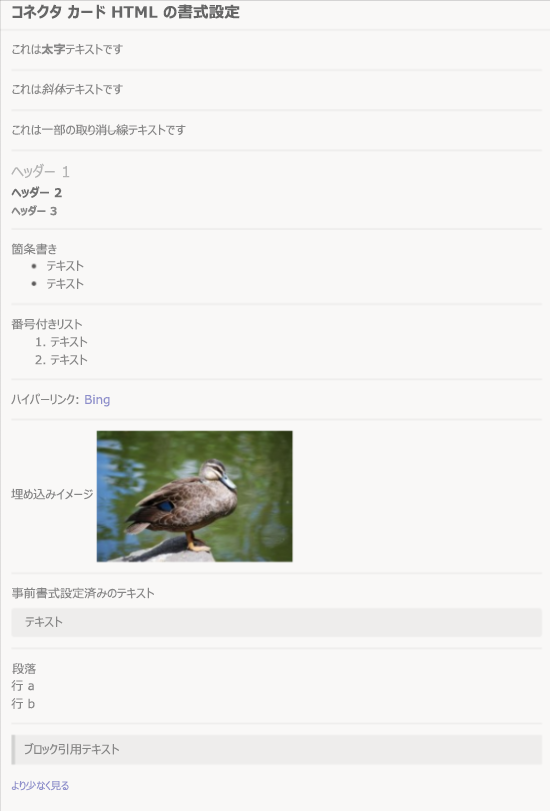 コネクタ カード HTML の書式設定
これは太字テキストです
これは斜体テキストです
これは一部の取り消し線テキストです
ヘッダー 1
ヘッダー 2
ヘッダー 3
箇条書き
• テキスト
• テキスト
番号付きリスト
1. テキスト
2. テキスト
ハイパーリンク: Bing
埋め込みイメージ
事前書式設定済みのテキスト
テキスト
段落
行 a
行 b
ブロック引用テキスト
より少なく見る